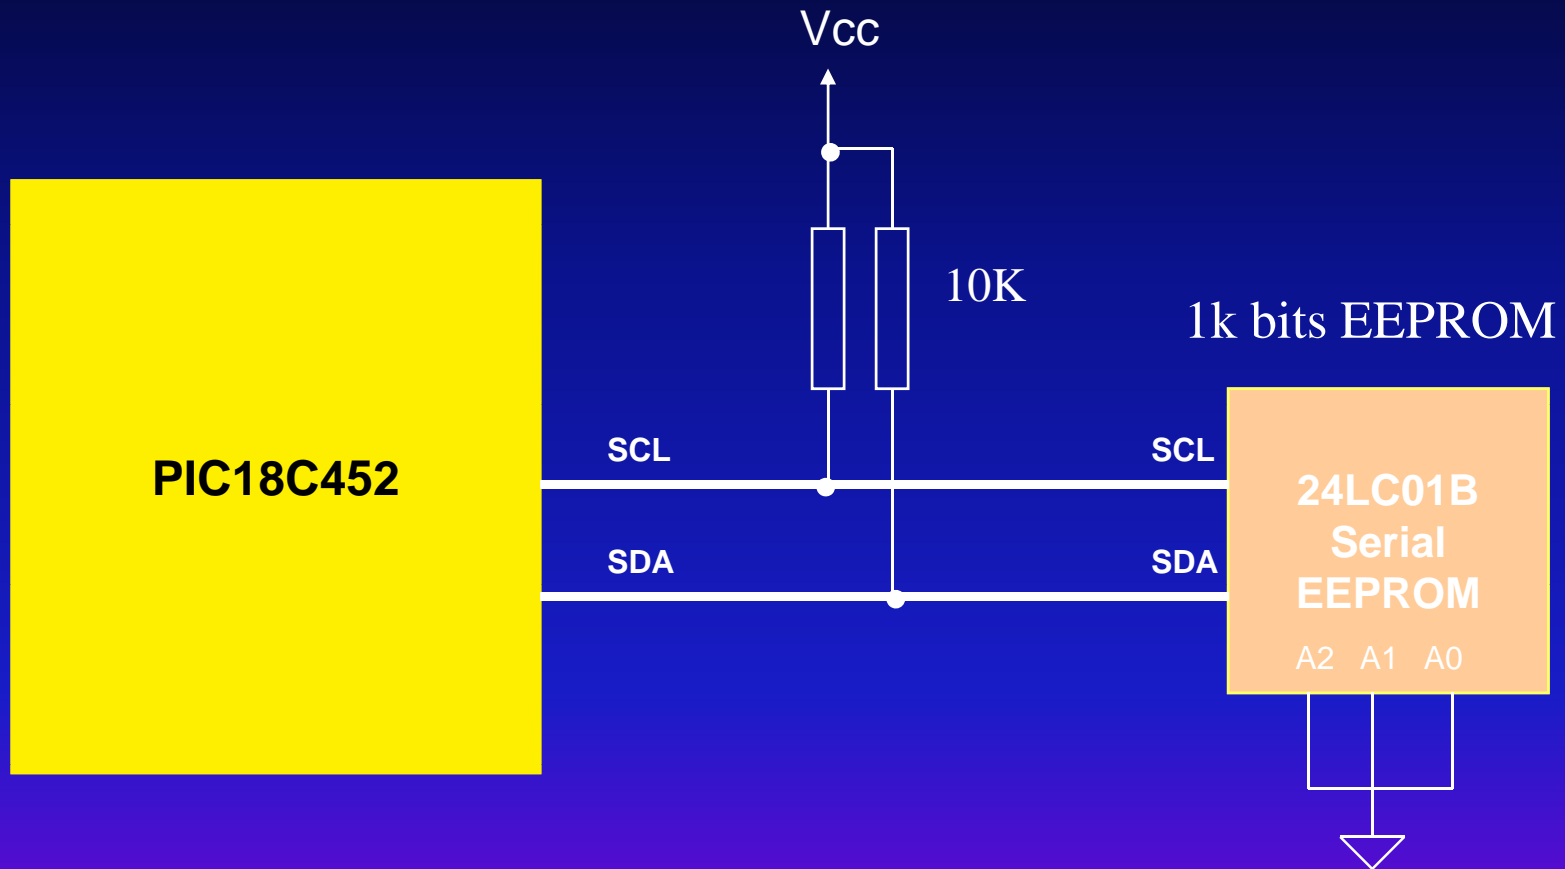 Vcc
10K
1k bits EEPROM
PIC18C452
SCL
SCL
SDA
SDA
24LC01B
Serial
EEPROM
A2 A1 A0